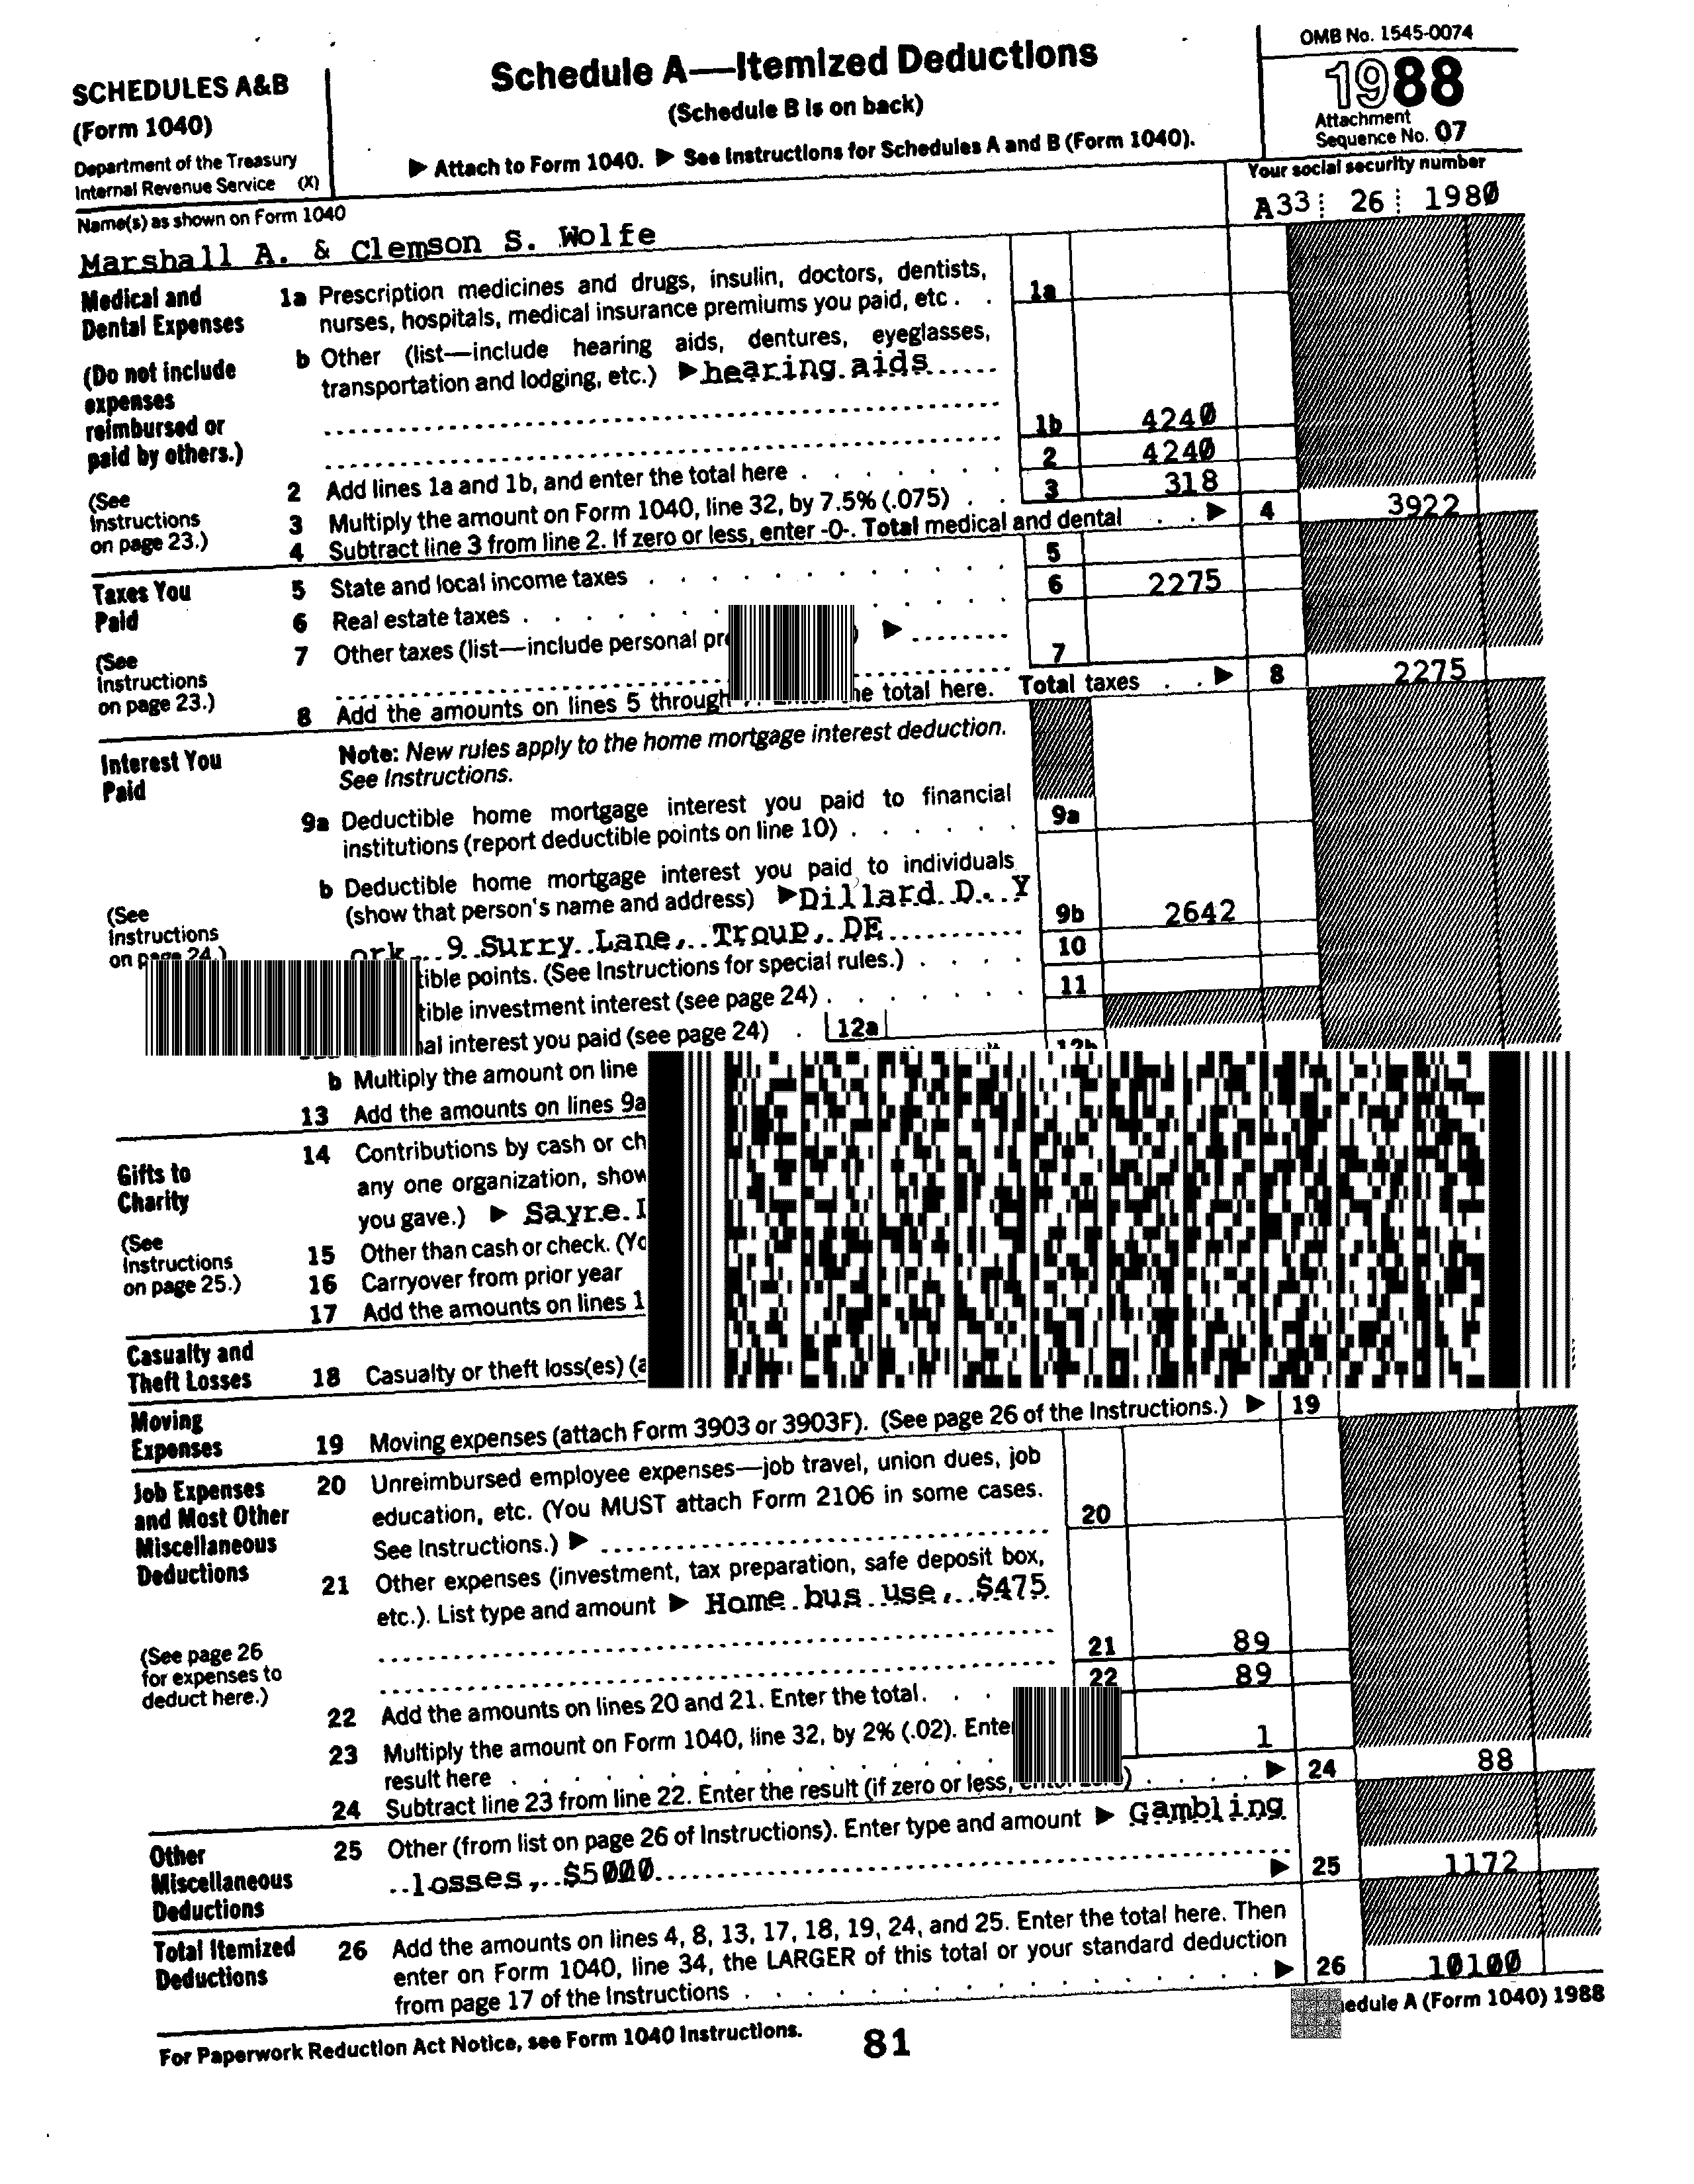 OMB No. 1545-0074
SCHEDULES A&B
(Form 1040)
Department of the Treasury
Internal Revenue Service (X)
Schedule A—Itemized Deductions
(Schedule B is on back)
▶ Attach to Form 1040. ▶ See Instructions for Schedules A and B (Form 1040).
1988
Attachment
Sequence No. 07
Name(s) as shown on Form 1040
Marshall A. & Clemson S. Wolfe
Your social security number
A33 26 1980
Medical and
Dental Expenses
(Do not include
expenses
reimbursed or
paid by others.)
(See
Instructions
on page 23.)
1a Prescription medicines and drugs, insulin, doctors, dentists,
nurses, hospitals, medical insurance premiums you paid, etc . . 1a
b Other (list—include hearing aids, dentures, eyeglasses,
transportation and lodging, etc.) ▶ hearing aids
1b 4240
2 Add lines 1a and 1b, and enter the total here . . . . . . . 2 4240
3 Multiply the amount on Form 1040, line 32, by 7.5% (.075) . . 3 318
4 Subtract line 3 from line 2. If zero or less, enter -0-. Total medical and dental . . ▶ 4 3922
Taxes You
Paid
(See
Instructions
on page 23.)
5 State and local income taxes . . . . . . . . . . . 5
6 Real estate taxes . . . . . . . . . . 6 2275
7 Other taxes (list—include personal ▶ 7
8 Add the amounts on lines 5 through total here. Total taxes . . ▶ 8 2275
Interest You
Paid
(See
Instructions
on page 24.)
Note: New rules apply to the home mortgage interest deduction.
See Instructions.
9a Deductible home mortgage interest you paid to financial
institutions (report deductible points on line 10) . . . . . . 9a
b Deductible home mortgage interest you paid to individuals
(show that person's name and address) ▶ Dillard D. Y
ork 9 Surry Lane, Troup, DE 9b 2642
points. (See Instructions for special rules.) . . . . 10
investment interest (see page 24) . . . . . . . 11
interest you paid (see page 24) . 12a
b Multiply the amount on line
13 Add the amounts on lines 9a
Gifts to
Charity
(See
Instructions
on page 25.)
14 Contributions by cash or
any one organization, show
you gave.) ▶ Sayre
15 Other than cash or check.
16 Carryover from prior year
17 Add the amounts on lines
Casualty and
Theft Losses
18 Casualty or theft loss(es)
Moving
Expenses
19 Moving expenses (attach Form 3903 or 3903F). (See page 26 of the Instructions.) ▶ 19
Job Expenses
and Most Other
Miscellaneous
Deductions
(See page 26
for expenses to
deduct here.)
20 Unreimbursed employee expenses—job travel, union dues, job
education, etc. (You MUST attach Form 2106 in some cases.
See Instructions.) ▶ 20
21 Other expenses (investment, tax preparation, safe deposit box,
etc.). List type and amount ▶ Home bus use, $475
21 89
22 Add the amounts on lines 20 and 21. Enter the total. . . 22 89
23 Multiply the amount on Form 1040, line 32, by 2% (.02). Enter
result here . . . . . . . . . . 1
24 Subtract line 23 from line 22. Enter the result (if zero or less, . . . . ▶ 24 88
Other
Miscellaneous
Deductions
25 Other (from list on page 26 of Instructions). Enter type and amount ▶ Gambling
losses, $5000 ▶ 25 1172
Total Itemized
Deductions
26 Add the amounts on lines 4, 8, 13, 17, 18, 19, 24, and 25. Enter the total here. Then
enter on Form 1040, line 34, the LARGER of this total or your standard deduction
from page 17 of the Instructions . . . . . . . . . . . . . ▶ 26 10100
For Paperwork Reduction Act Notice, see Form 1040 Instructions.
81
A (Form 1040) 1988